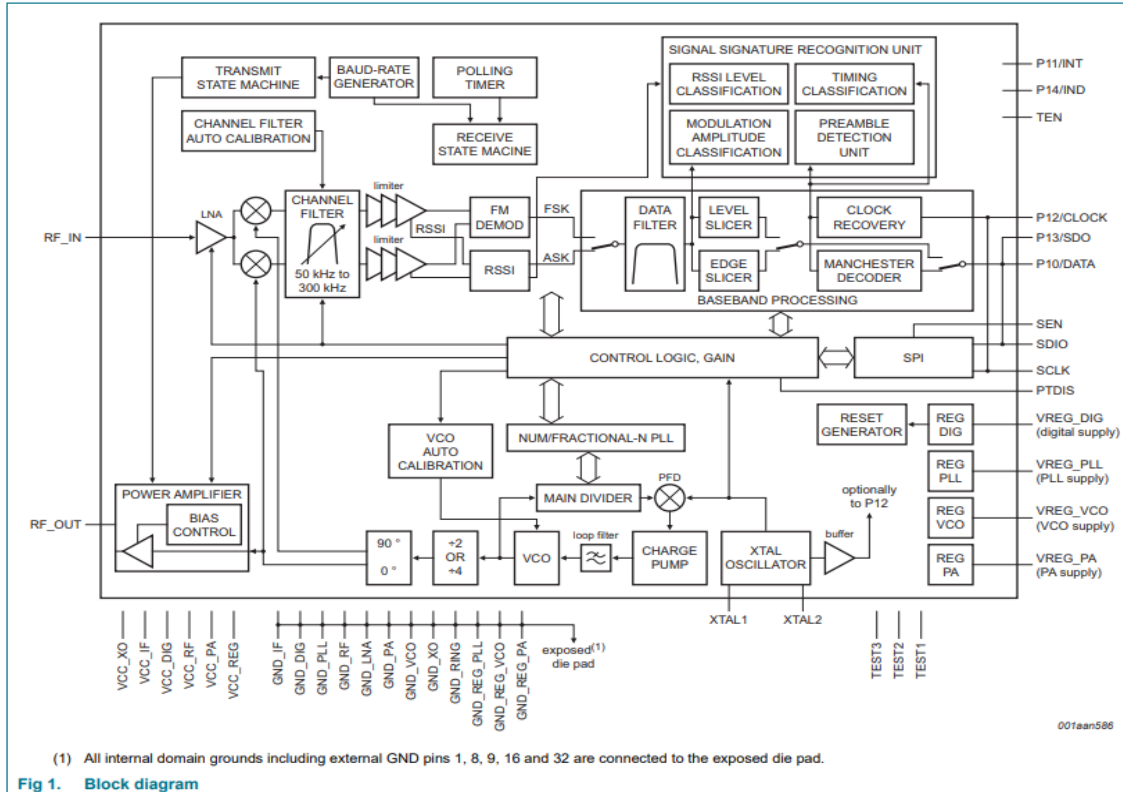 SIGNAL SIGNATURE RECOGNITION UNIT
TRANSMIT
STATE MACHINE
BAUD-RATE
GENERATOR
POLLING
TIMER
RSSI LEVEL
CLASSIFICATION
TIMING
CLASSIFICATION
P11/INT
P14/IND
TEN
CHANNEL FILTER
AUTO CALIBRATION
RECEIVE
STATE MACINE
MODULATION
AMPLITUDE
CLASSIFICATION
PREAMBLE
DETECTION
UNIT
LNA
RF_IN
CHANNEL
FILTER
50 kHz to
300 kHz
limiter
RSSI
limiter
FM
DEMOD
RSSI
FSK
ASK
DATA
FILTER
LEVEL
SLICER
EDGE
SLICER
CLOCK
RECOVERY
MANCHESTER
DECODER
BASEBAND PROCESSING
P12/CLOCK
P13/SDO
P10/DATA
CONTROL LOGIC, GAIN
SPI
SEN
SDIO
SCLK
PTDIS
VCO
AUTO
CALIBRATION
NUM/FRACTIONAL-N PLL
RESET
GENERATOR
REG
DIG
VREG_DIG
(digital supply)
REG
PLL
VREG_PLL
(PLL supply)
REG
VCO
VREG_VCO
(VCO supply)
REG
PA
VREG_PA
(PA supply)
MAIN DIVIDER
PFD
optionally
to P12
POWER AMPLIFIER
BIAS
CONTROL
RF_OUT
90 °
0 °
÷2
OR
÷4
VCO
loop filter
CHARGE
PUMP
XTAL
OSCILLATOR
buffer
XTAL1
XTAL2
VCC_XO
VCC_IF
VCC_DIG
VCC_RF
VCC_PA
VCC_REG
GND_IF
GND_DIG
GND_PLL
GND_RF
GND_LNA
GND_PA
GND_VCO
GND_XO
GND_RING
GND_REG_PLL
GND_REG_VCO
GND_REG_PA
exposed(1)
die pad
TEST3
TEST2
TEST1
001aan586
(1) All internal domain grounds including external GND pins 1, 8, 9, 16 and 32 are connected to the exposed die pad.
Fig 1. Block diagram